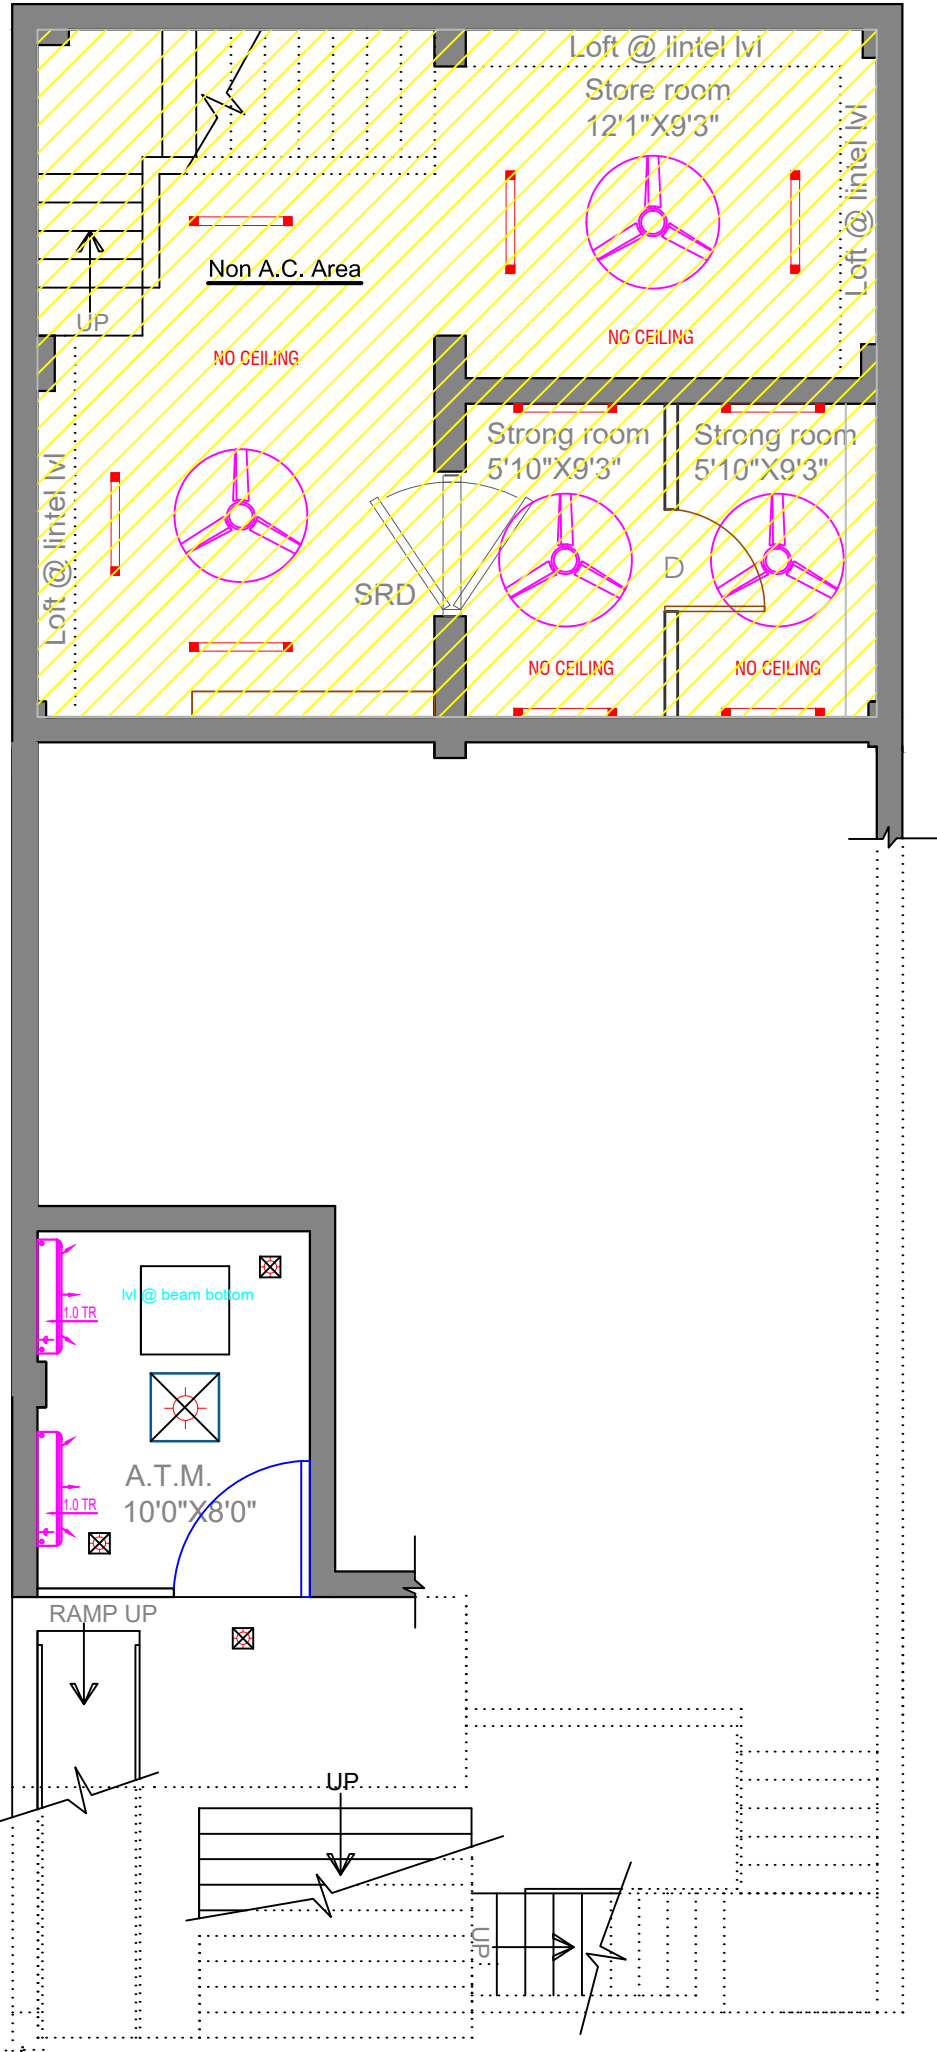 Loft @ lintel lvl
Store room
12'1"X9'3"
Loft @ lintel lvl
Non A.C. Area
UP
NO CEILING
NO CEILING
Strong room
5'10"X9'3"
Strong room
5'10"X9'3"
Loft @ lintel lvl
SRD
D
NO CEILING
NO CEILING
lvl @ beam bottom
1.0 TR
A.T.M.
10'0"X8'0"
1.0 TR
RAMP UP
UP
UP